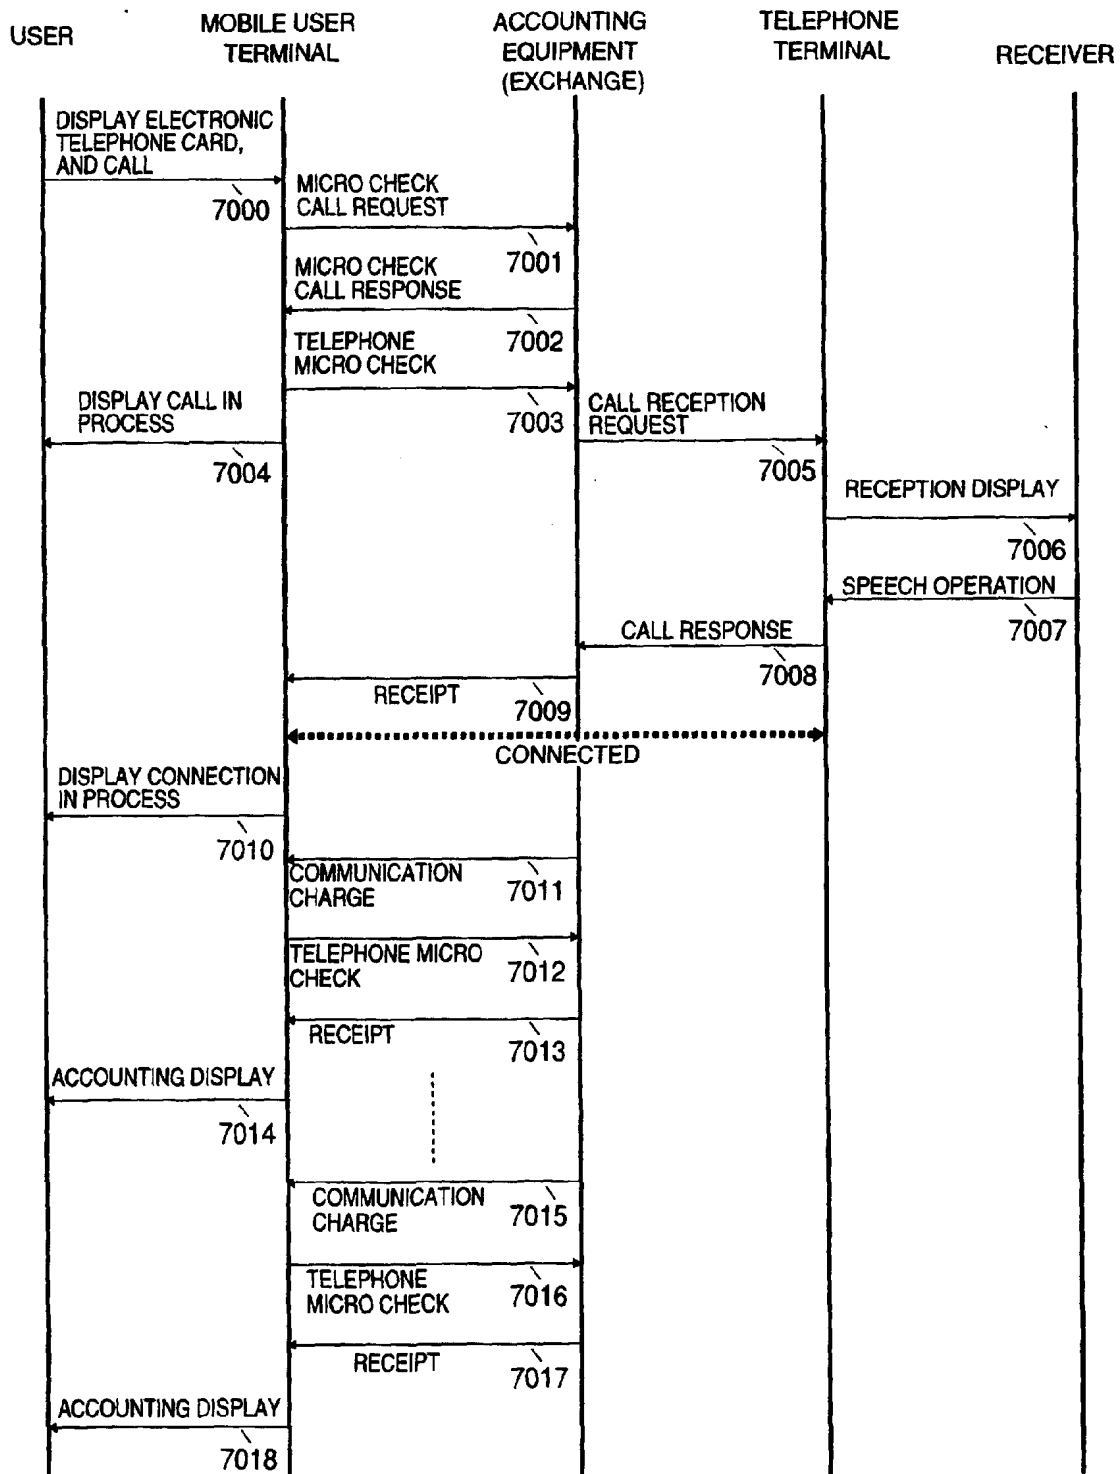 USER
MOBILE USER
TERMINAL
ACCOUNTING
EQUIPMENT
(EXCHANGE)
TELEPHONE
TERMINAL
RECEIVER
DISPLAY ELECTRONIC
TELEPHONE CARD,
AND CALL
7000
MICRO CHECK
CALL REQUEST
7001
MICRO CHECK
CALL RESPONSE
7002
TELEPHONE
MICRO CHECK
7003
DISPLAY CALL IN
PROCESS
7004
CALL RECEPTION
REQUEST
7005
RECEPTION DISPLAY
7006
SPEECH OPERATION
7007
CALL RESPONSE
7008
RECEIPT
7009
CONNECTED
DISPLAY CONNECTION
IN PROCESS
7010
COMMUNICATION
CHARGE
7011
TELEPHONE MICRO
CHECK
7012
RECEIPT
7013
ACCOUNTING DISPLAY
7014
COMMUNICATION
CHARGE
7015
TELEPHONE
MICRO CHECK
7016
RECEIPT
7017
ACCOUNTING DISPLAY
7018